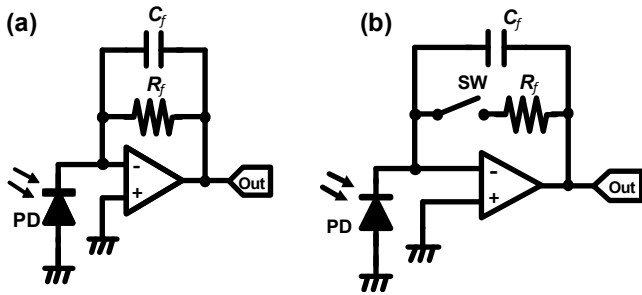 (a)
C_f
R_f
-
+
PD
Out
(b)
C_f
SW
R_f
-
+
PD
Out